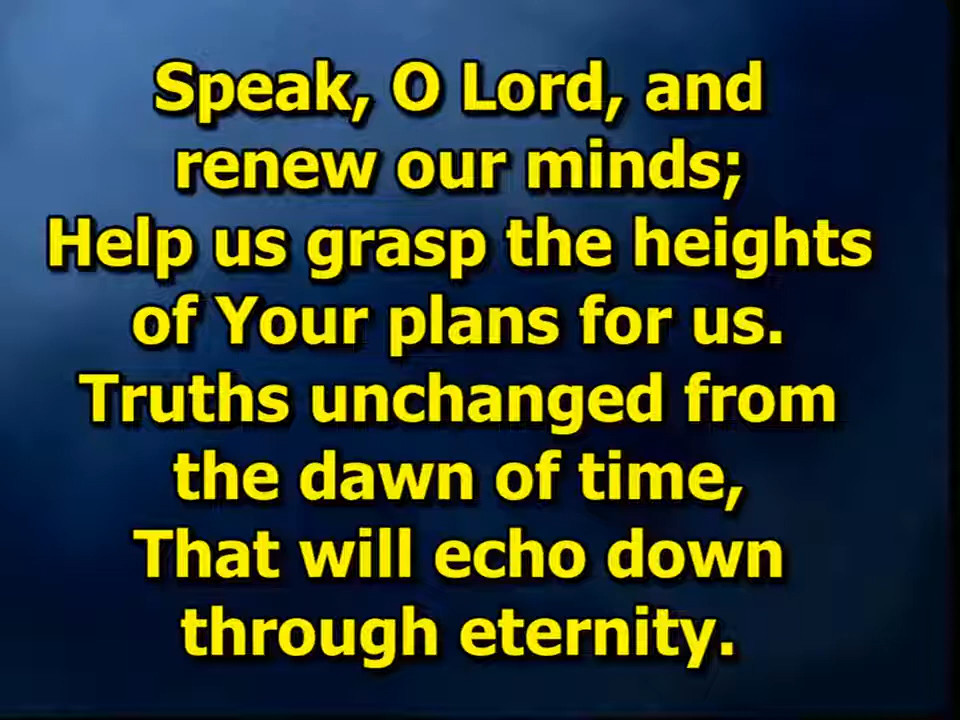 Speak, O Lord, and
renew our minds;
Help us grasp the heights
of Your plans for us.
Truths unchanged from
the dawn of time,
That will echo down
through eternity.